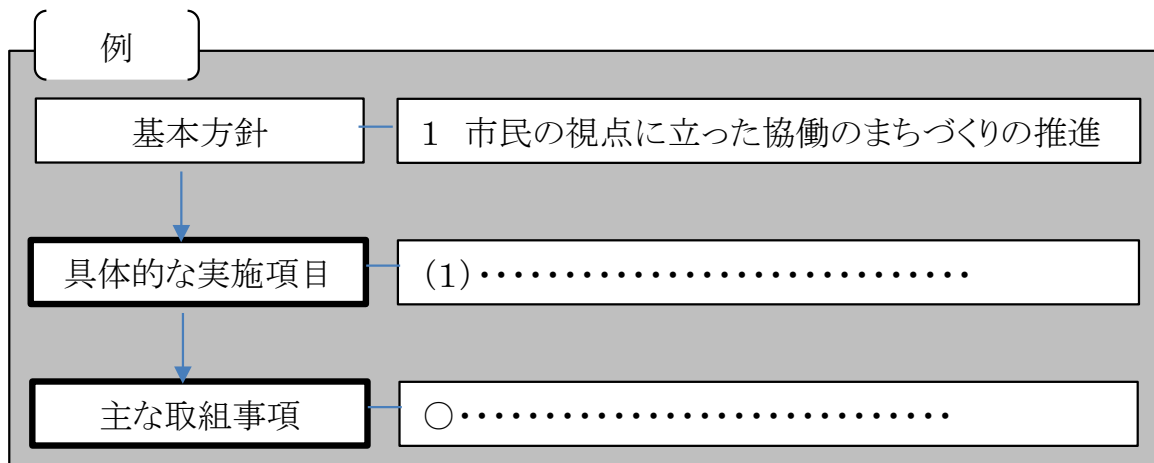 例
基本方針
1　市民の視点に立った協働のまちづくりの推進
具体的な実施項目
(1)・・・・・・・・・・・・・・・・・・・・・・・・・・・・・
主な取組事項
○・・・・・・・・・・・・・・・・・・・・・・・・・・・・・